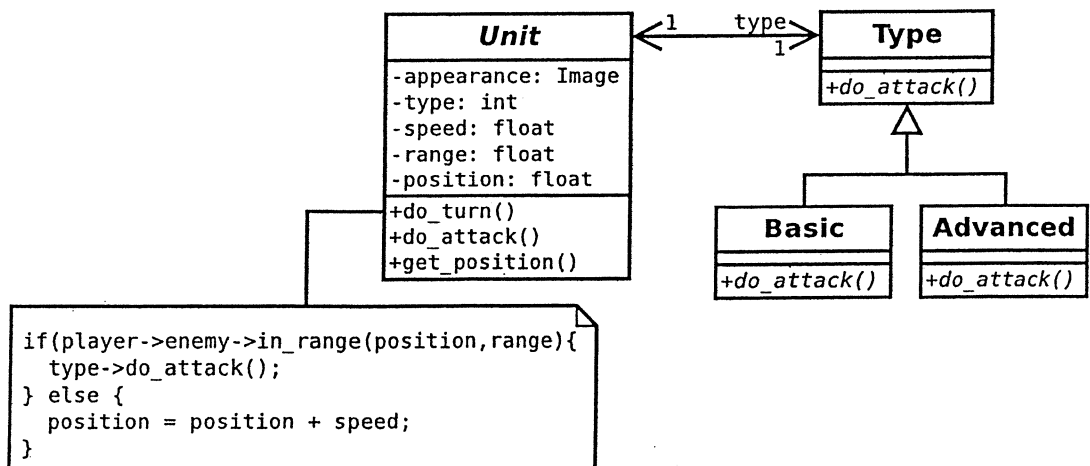 Unit
-appearance: Image
-type: int
-speed: float
-range: float
-position: float
+do_turn()
+do_attack()
+get_position()
1
type
1
Type
+do_attack()
Basic
+do_attack()
Advanced
+do_attack()
if(player->enemy->in_range(position,range){
type->do_attack();
} else {
position = position + speed;
}